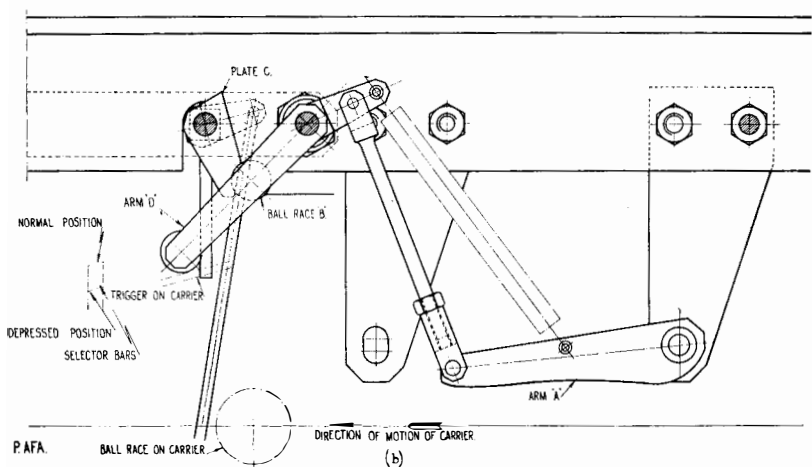 PLATE C.
ARM "D"
BALL RACE B'
NORMAL POSITION
TRIGGER ON CARRIER
DEPRESSED POSITION
SELECTOR BARS
ARM "A"
DIRECTION OF MOTION OF CARRIER
P. AFA.
BALL RACE ON CARRIER
(b)